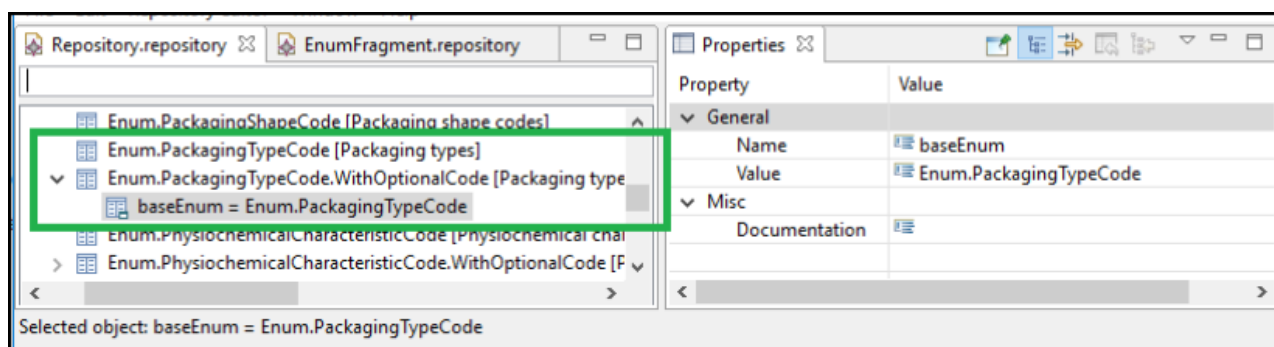 Repository.repository
EnumFragment.repository
Enum.PackagingShapeCode [Packaging shape codes]
Enum.PackagingTypeCode [Packaging types]
Enum.PackagingTypeCode.WithOptionalCode [Packaging type
baseEnum = Enum.PackagingTypeCode
Enum.PhysiochemicalCharacteristicCode [Physiochemical char
Enum.PhysiochemicalCharacteristicCode.WithOptionalCode [P
Properties
Property Value
General
Name baseEnum
Value Enum.PackagingTypeCode
Misc
Documentation
Selected object: baseEnum = Enum.PackagingTypeCode